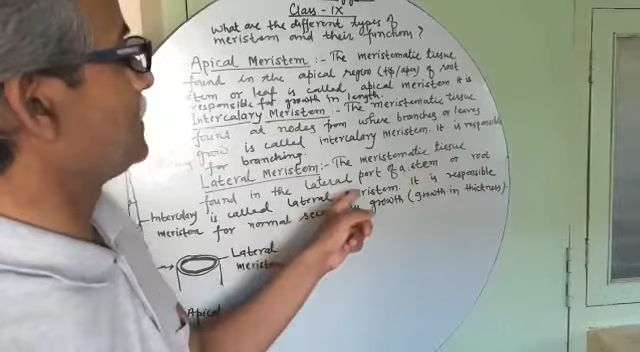 Class - IX
What are the different types of
meristem and their function?
Apical Meristem :- The meristematic tissue
found in the apical region (tip/apex) of root
stem or leaf is called apical meristem it is
responsible for growth in length.
Intercalary Meristem :- The meristematic tissue
found at nodes from where branches or leaves
grow is called intercalary meristem. It is responsible
for branching.
Lateral Meristem:- The meristematic tissue
found in the lateral part of a stem or root
is called lateral It is responsible
for normal growth (growth in thickness)
meristem
Lateral
meristem
Apical